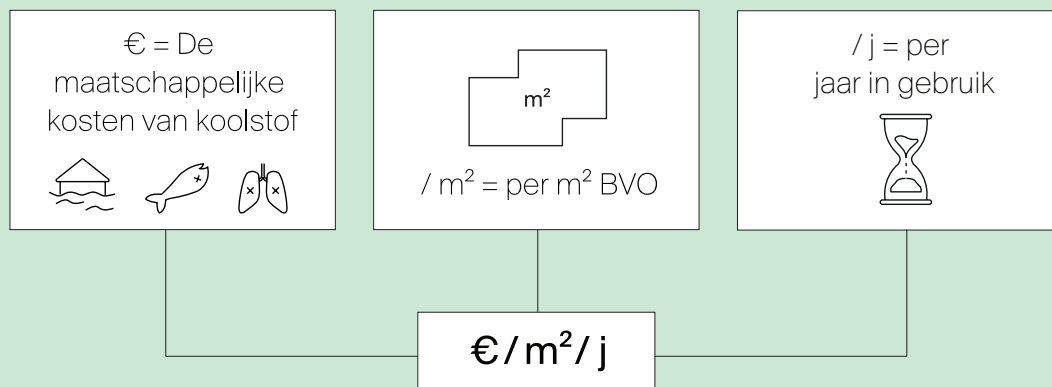 € = De
maatschappelijke
kosten van koolstof
m²
/ m² = per m² BVO
/ j = per
jaar in gebruik
€/m²/j